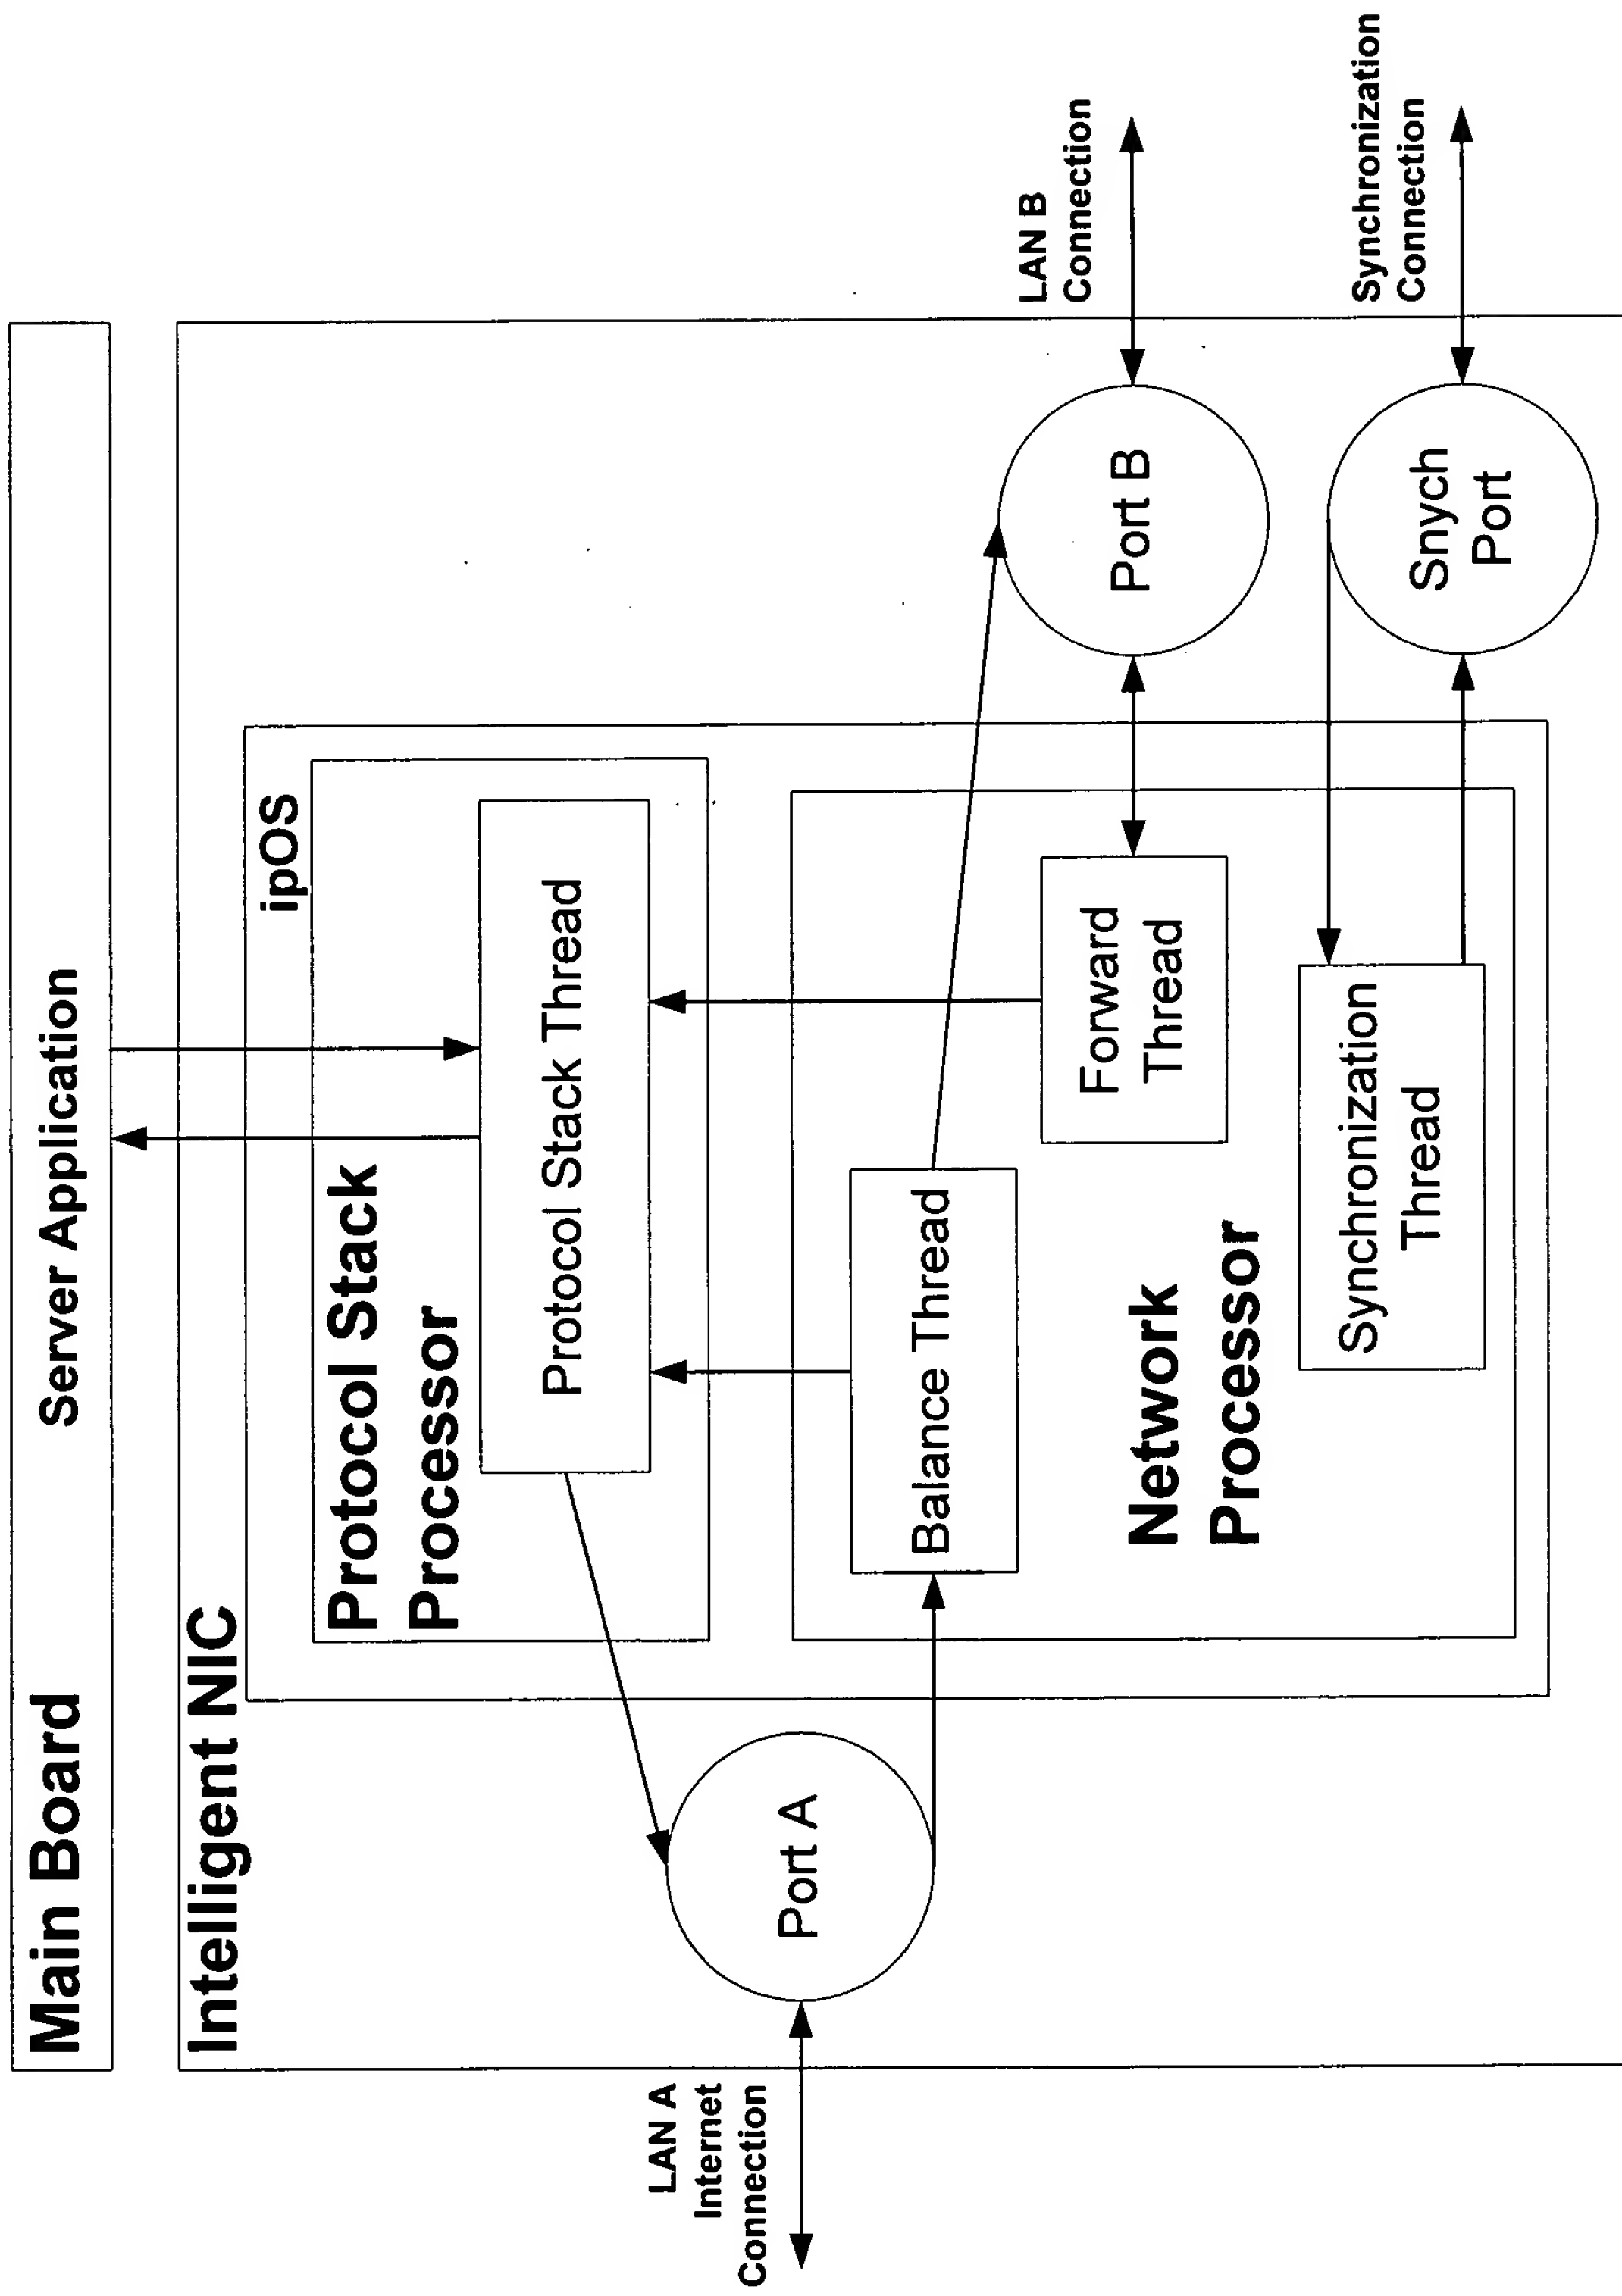 Main Board
Server Application
Intelligent NIC
ipOS
Protocol Stack
Processor
Protocol Stack Thread
LAN A
Internet
Connection
Port A
Balance Thread
Network
Processor
Forward
Thread
Synchronization
Thread
Port B
LAN B
Connection
Snych
Port
Synchronization
Connection